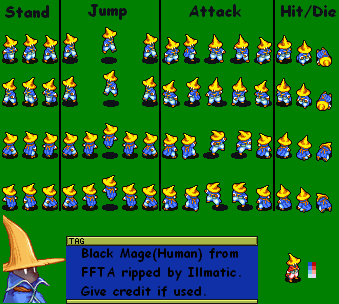 Stand Jump Attack Hit/Die
TAG
Black Mage(Human) from
FFTA ripped by Illmatic.
Give credit if used.